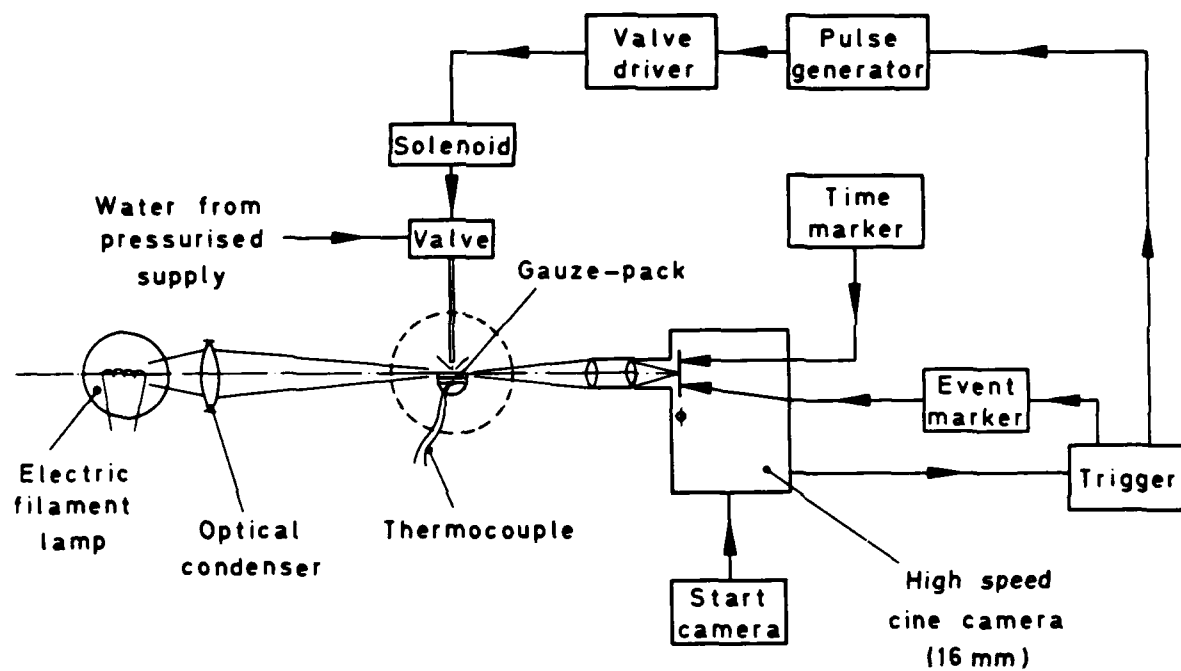 Valve
driver
Pulse
generator
Solenoid
Time
marker
Water from
pressurised
supply
Valve
Gauze-pack
Event
marker
Trigger
Electric
filament
lamp
Optical
condenser
Thermocouple
Start
camera
High speed
cine camera
(16 mm)